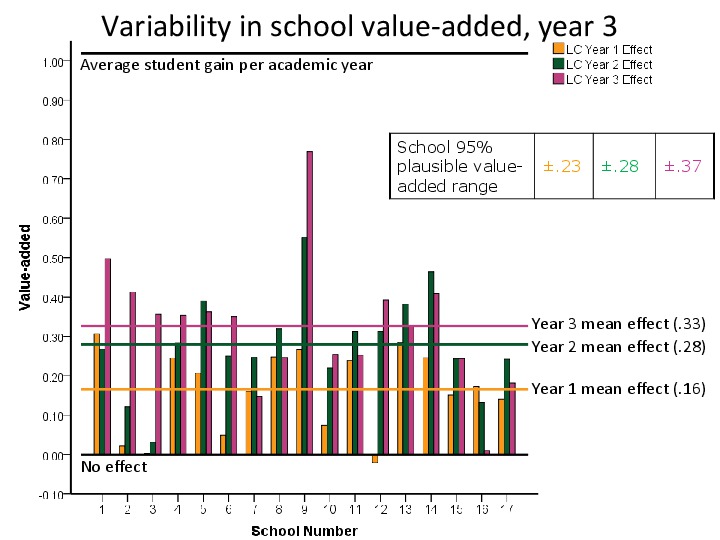 Variability in school value-added, year 3
LC Year 1 Effect
LC Year 2 Effect
LC Year 3 Effect
1.00
Average student gain per academic year
0.90
0.80
School 95%
plausible value-
added range
±.23
±.28
±.37
0.70
0.60
0.50
0.40
0.30
0.20
0.10
0.00
-0.10
Value-added
Year 3 mean effect (.33)
Year 2 mean effect (.28)
Year 1 mean effect (.16)
No effect
1 2 3 4 5 6 7 8 9 10 11 12 13 14 15 16 17
School Number